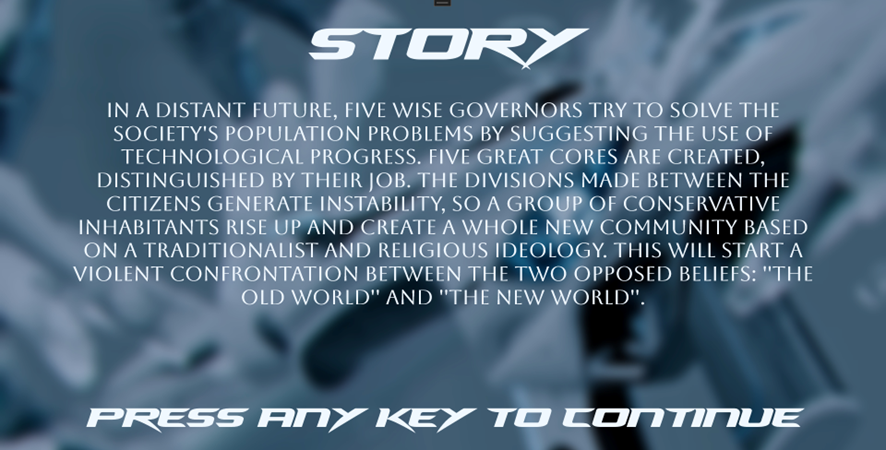 STORY
IN A DISTANT FUTURE, FIVE WISE GOVERNORS TRY TO SOLVE THE
SOCIETY'S POPULATION PROBLEMS BY SUGGESTING THE USE OF
TECHNOLOGICAL PROGRESS. FIVE GREAT CORES ARE CREATED,
DISTINGUISHED BY THEIR JOB. THE DIVISIONS MADE BETWEEN THE
CITIZENS GENERATE INSTABILITY, SO A GROUP OF CONSERVATIVE
INHABITANTS RISE UP AND CREATE A WHOLE NEW COMMUNITY BASED
ON A TRADITIONALIST AND RELIGIOUS IDEOLOGY. THIS WILL START A
VIOLENT CONFRONTATION BETWEEN THE TWO OPPOSED BELIEFS: "THE
OLD WORLD" AND "THE NEW WORLD".
PRESS ANY KEY TO CONTINUE